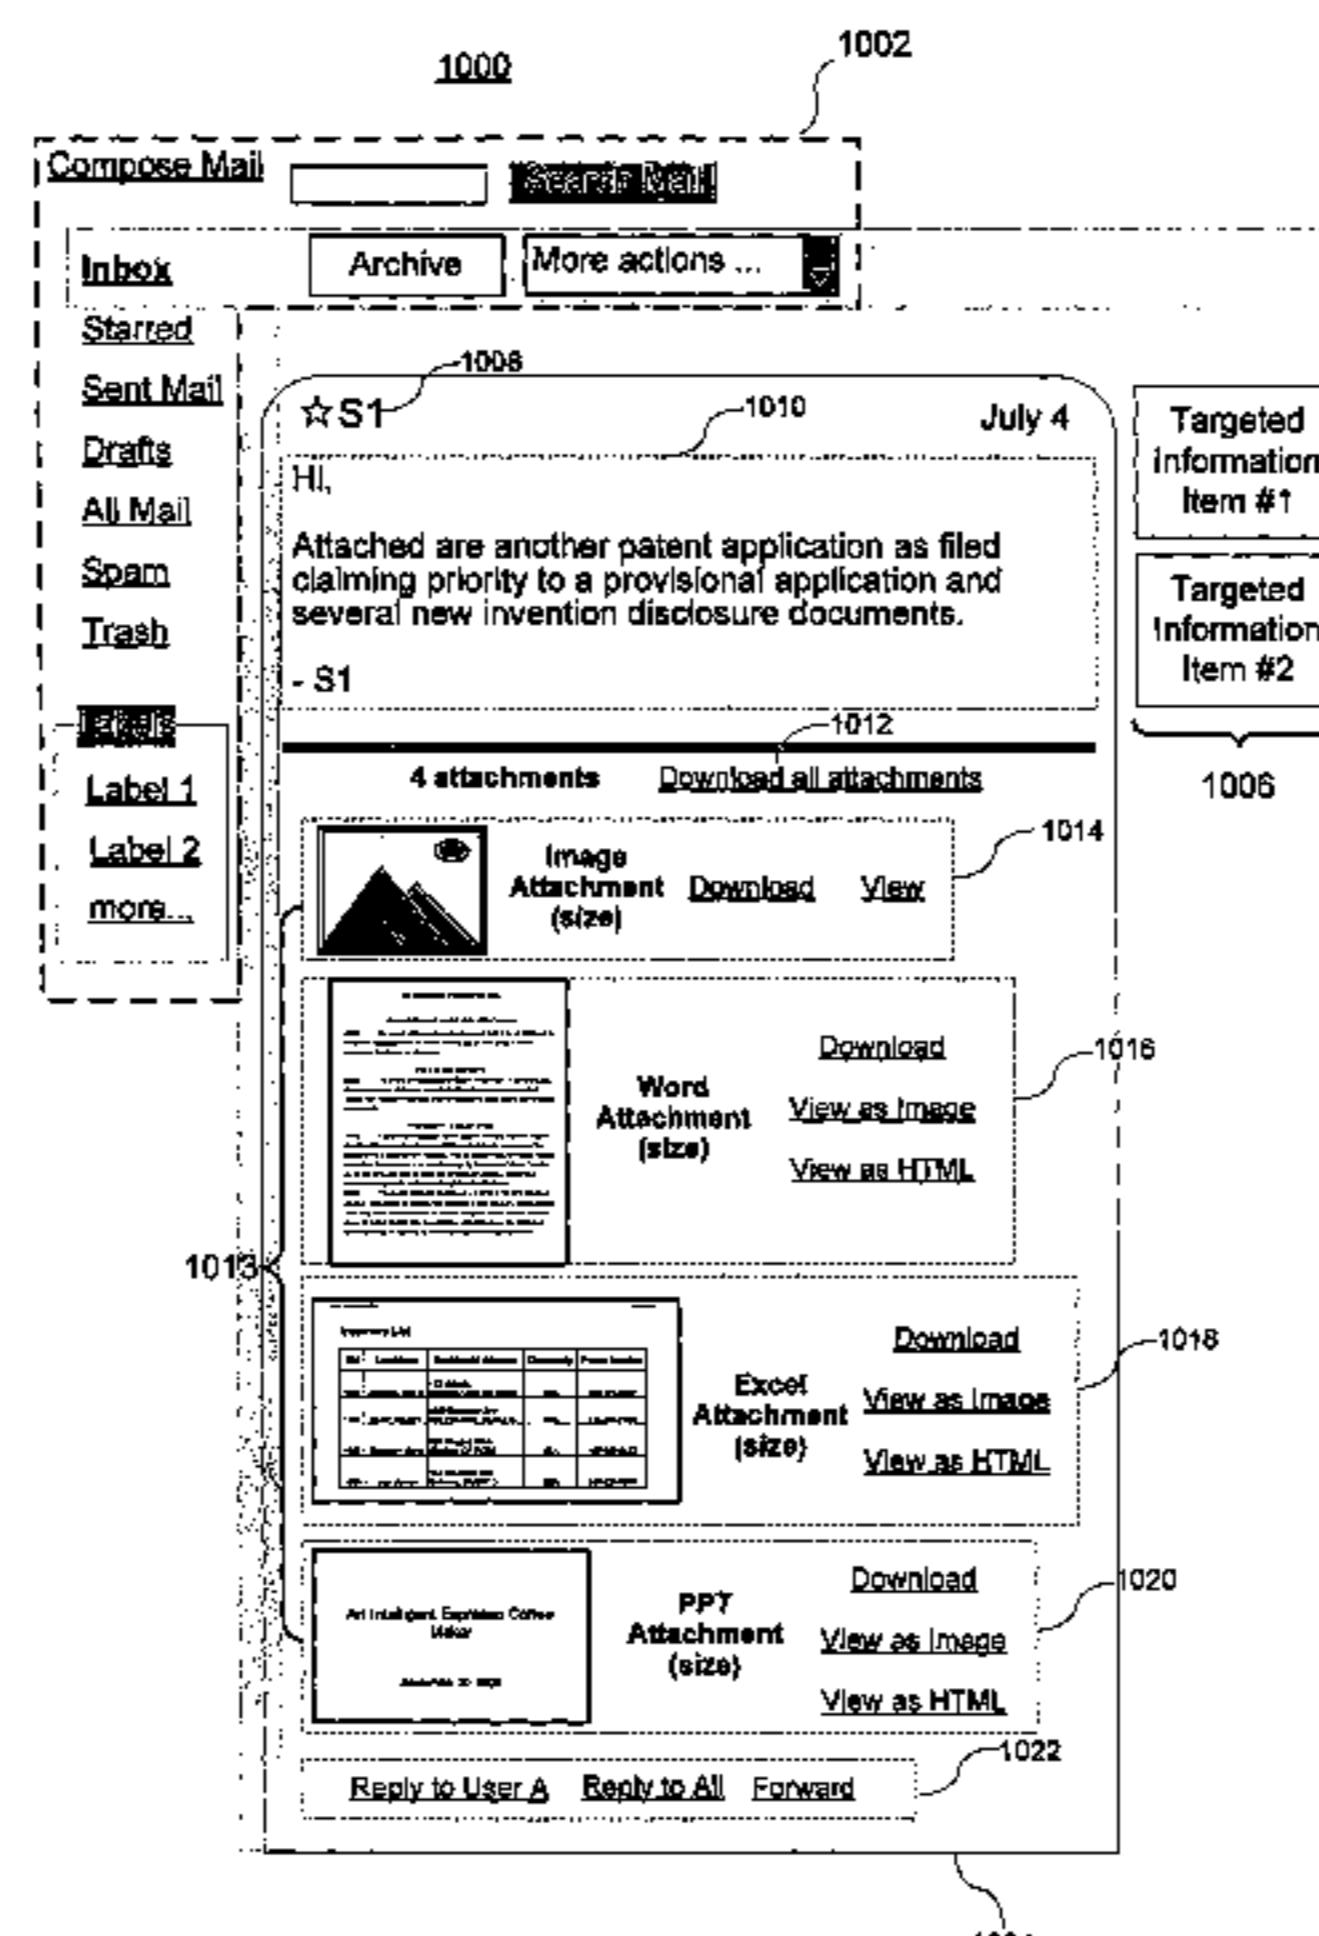 1000
1002
Compose Mail
Search Mail
Inbox
Archive
More actions ...
Starred
Sent Mail
Drafts
All Mail
Spam
Trash
Labels
Label 1
Label 2
more...
1008
☆ S1
July 4
1010
Hi,
Attached are another patent application as filed
claiming priority to a provisional application and
several new invention disclosure documents.
- S1
Targeted
Information
Item #1
Targeted
Information
Item #2
1006
1012
4 attachments Download all attachments
1014
Image
Attachment
(size)
Download View
1013
1016
Word
Attachment
(size)
Download
View as Image
View as HTML
1018
Excel
Attachment
(size)
Download
View as Image
View as HTML
1020
An Intelligent Espresso Coffee
Maker
PPT
Attachment
(size)
Download
View as Image
View as HTML
1022
Reply to User A Reply to All Forward